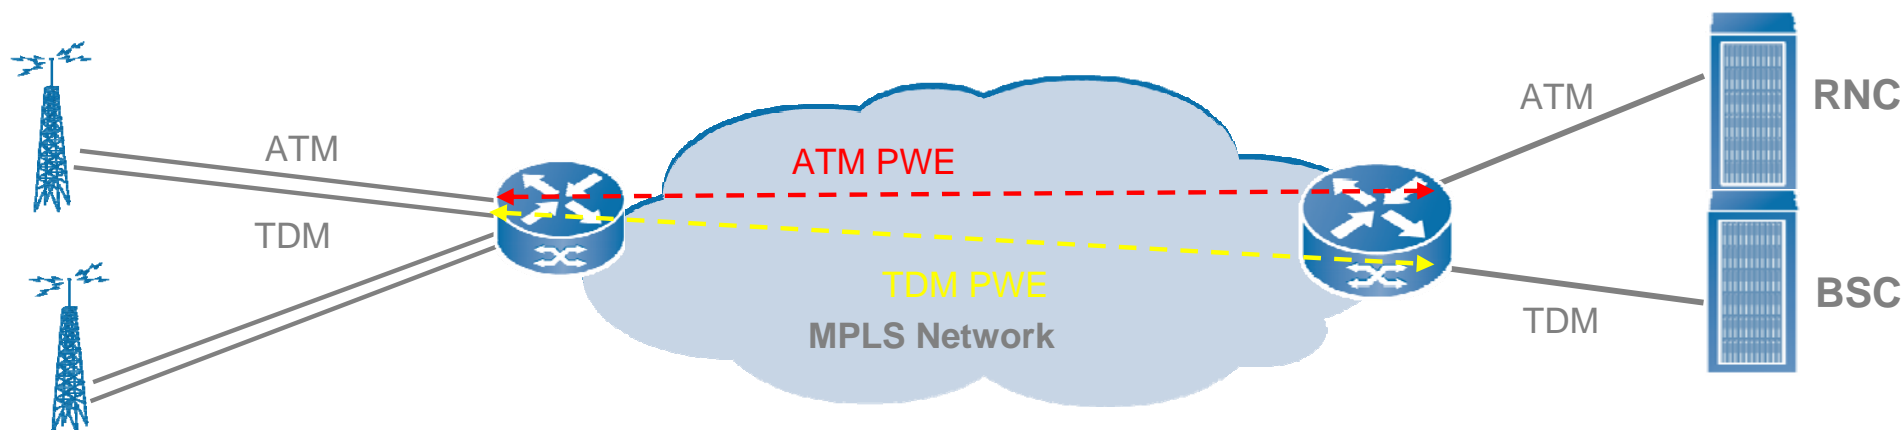 ATM
TDM
ATM PWE
TDM PWE
MPLS Network
ATM
TDM
RNC
BSC